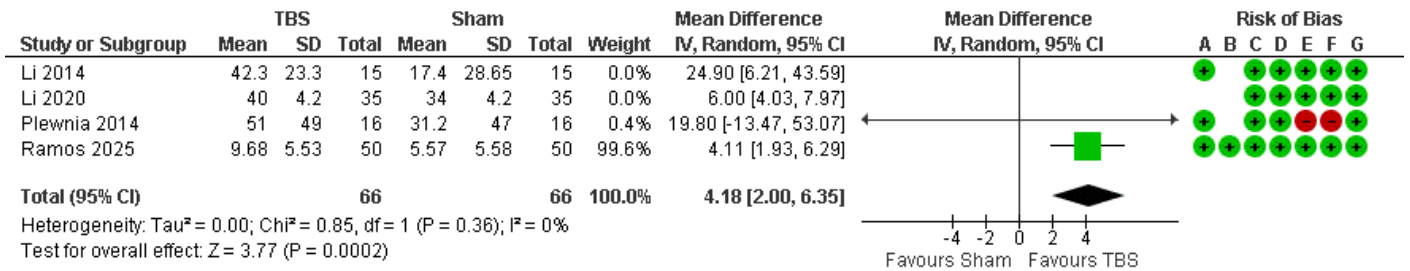 TBS Sham Mean Difference Mean Difference Risk of Bias
Study or Subgroup Mean SD Total Mean SD Total Weight IV, Random, 95% CI IV, Random, 95% CI A B C D E F G
Li 2014 42.3 23.3 15 17.4 28.65 15 0.0% 24.90 [6.21, 43.59] + + + + + +
Li 2020 40 4.2 35 34 4.2 35 0.0% 6.00 [4.03, 7.97] + + + + +
Plewnia 2014 51 49 16 31.2 47 16 0.4% 19.80 [-13.47, 53.07] + + + - - +
Ramos 2025 9.68 5.53 50 5.57 5.58 50 99.6% 4.11 [1.93, 6.29] + + + + + + +
Total (95% CI) 66 66 100.0% 4.18 [2.00, 6.35]
Heterogeneity: Tau² = 0.00; Chi² = 0.85, df = 1 (P = 0.36); I² = 0%
Test for overall effect: Z = 3.77 (P = 0.0002)
-4 -2 0 2 4
Favours Sham Favours TBS